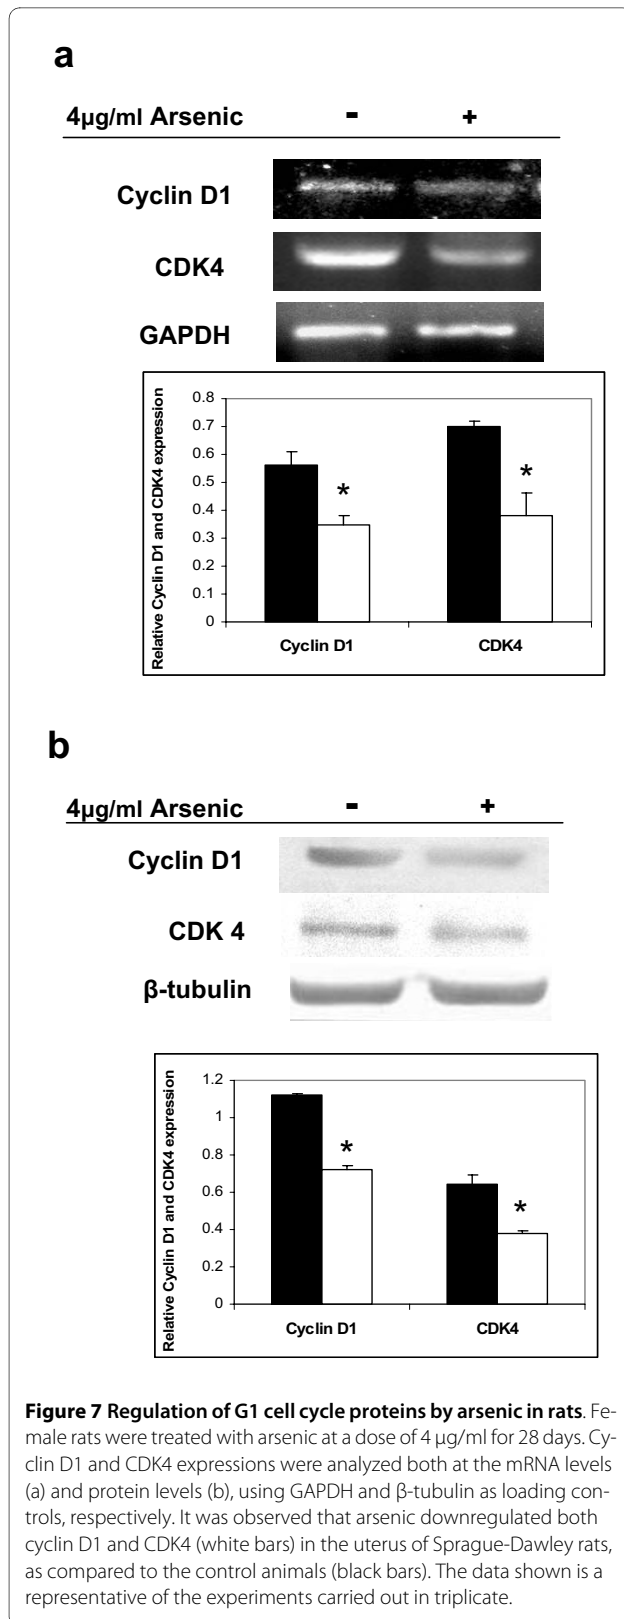 a
4µg/ml Arsenic - +
Cyclin D1
CDK4
GAPDH
Relative Cyclin D1 and CDK4 expression
0.8
0.7
0.6
0.5
0.4
0.3
0.2
0.1
0
*
*
Cyclin D1 CDK4
b
4µg/ml Arsenic - +
Cyclin D1
CDK 4
β-tubulin
Relative Cyclin D1 and CDK4 expression
1.2
1
0.8
0.6
0.4
0.2
0
*
*
Cyclin D1 CDK4
Figure 7 Regulation of G1 cell cycle proteins by arsenic in rats. Fe-
male rats were treated with arsenic at a dose of 4 µg/ml for 28 days. Cy-
clin D1 and CDK4 expressions were analyzed both at the mRNA levels
(a) and protein levels (b), using GAPDH and β-tubulin as loading con-
trols, respectively. It was observed that arsenic downregulated both
cyclin D1 and CDK4 (white bars) in the uterus of Sprague-Dawley rats,
as compared to the control animals (black bars). The data shown is a
representative of the experiments carried out in triplicate.